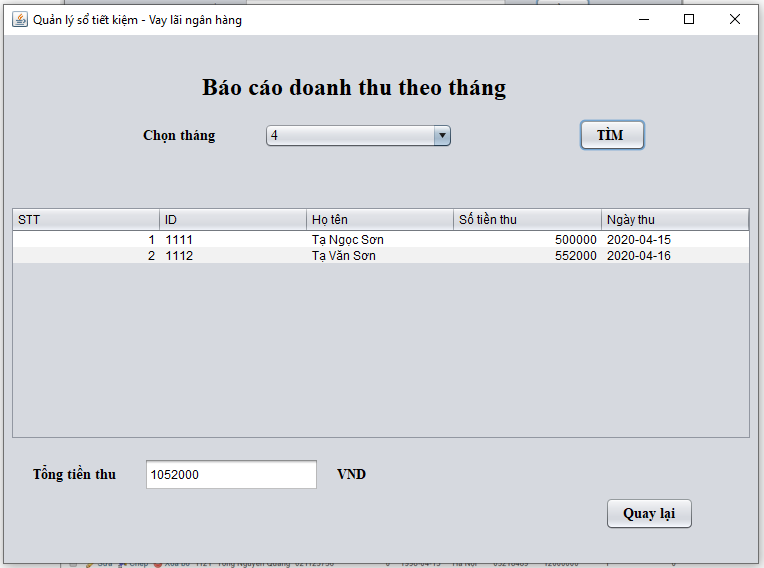 Quản lý sổ tiết kiệm - Vay lãi ngân hàng
Báo cáo doanh thu theo tháng
Chọn tháng 4 TÌM
STT ID Họ tên Số tiền thu Ngày thu
1 1111 Tạ Ngọc Sơn 500000 2020-04-15
2 1112 Tạ Văn Sơn 552000 2020-04-16
Tổng tiền thu 1052000 VND
Quay lại